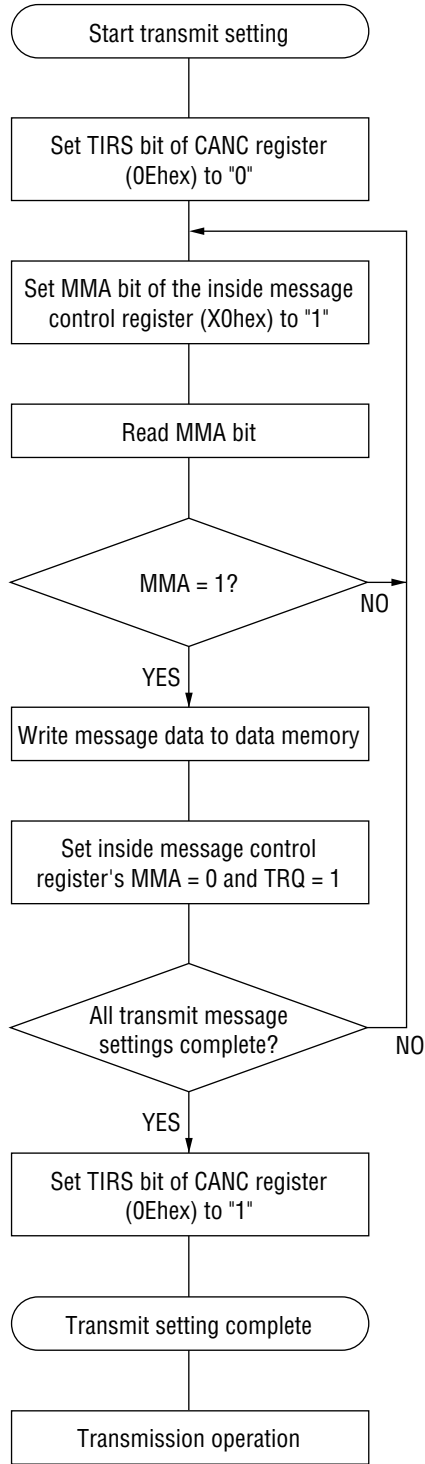 Start transmit setting
Set TIRS bit of CANC register
(0Ehex) to "0"
Set MMA bit of the inside message
control register (X0hex) to "1"
Read MMA bit
MMA = 1?
NO
YES
Write message data to data memory
Set inside message control
register's MMA = 0 and TRQ = 1
All transmit message
settings complete?
NO
YES
Set TIRS bit of CANC register
(0Ehex) to "1"
Transmit setting complete
Transmission operation